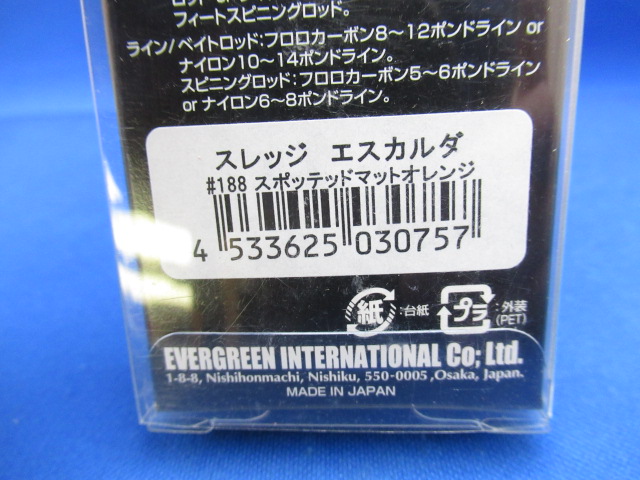 フィートスピニングロッド。
ライン/ベイトロッド:フロロカーボン8〜12ポンドライン or
ナイロン10〜14ポンドライン。
スピニングロッド:フロロカーボン5〜6ポンドライン
or ナイロン6〜8ポンドライン。
スレッジ エスカルダ
#188 スポッテッドマットオレンジ
4 533625 030757
紙 :台紙 プラ :外装
(PET)
EVERGREEN INTERNATIONAL Co; Ltd.
1-8-8, Nishihonmachi, Nishiku, 550-0005 ,Osaka, Japan.
MADE IN JAPAN